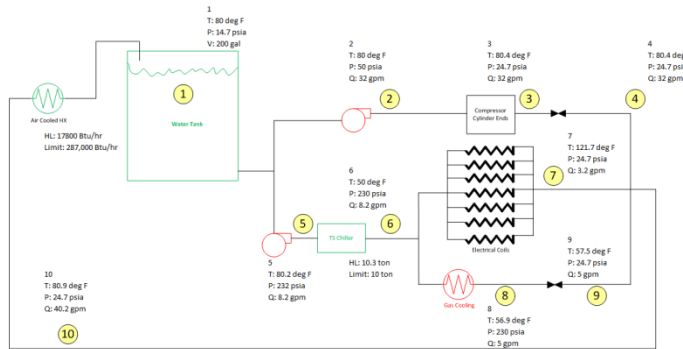 1
T: 80 deg F
P: 14.7 psia
V: 200 gal
2
T: 80 deg F
P: 50 psia
Q: 32 gpm
3
T: 80.4 deg F
P: 24.7 psia
Q: 32 gpm
4
T: 80.4 deg F
P: 24.7 psia
Q: 32 gpm
1
Water Tank
2
Compressor
Cylinder Ends
3
4
Air Cooled HX
HL: 17800 Btu/hr
Limit: 287,000 Btu/hr
7
T: 121.7 deg F
P: 24.7 psia
Q: 3.2 gpm
7
6
T: 50 deg F
P: 230 psia
Q: 8.2 gpm
5
TS Chiller
6
Electrical Coils
HL: 10.3 ton
Limit: 10 ton
5
T: 80.2 deg F
P: 232 psia
Q: 8.2 gpm
9
T: 57.5 deg F
P: 24.7 psia
Q: 5 gpm
Gas Cooling
8
9
8
T: 56.9 deg F
P: 230 psia
Q: 5 gpm
10
T: 80.9 deg F
P: 24.7 psia
Q: 40.2 gpm
10